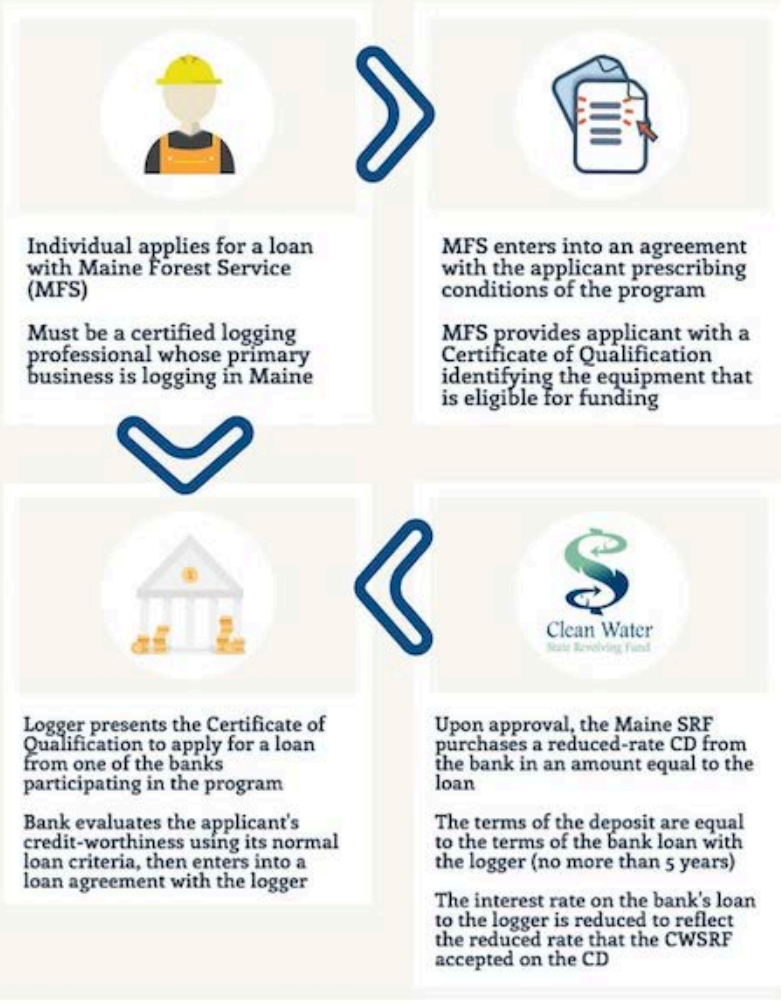 Individual applies for a loan
with Maine Forest Service
(MFS)
Must be a certified logging
professional whose primary
business is logging in Maine
MFS enters into an agreement
with the applicant prescribing
conditions of the program
MFS provides applicant with a
Certificate of Qualification
identifying the equipment that
is eligible for funding
Logger presents the Certificate of
Qualification to apply for a loan
from one of the banks
participating in the program
Bank evaluates the applicant's
credit-worthiness using its normal
loan criteria, then enters into a
loan agreement with the logger
Clean Water
State Revolving Fund
Upon approval, the Maine SRF
purchases a reduced-rate CD from
the bank in an amount equal to the
loan
The terms of the deposit are equal
to the terms of the bank loan with
the logger (no more than 5 years)
The interest rate on the bank's loan
to the logger is reduced to reflect
the reduced rate that the CWSRF
accepted on the CD